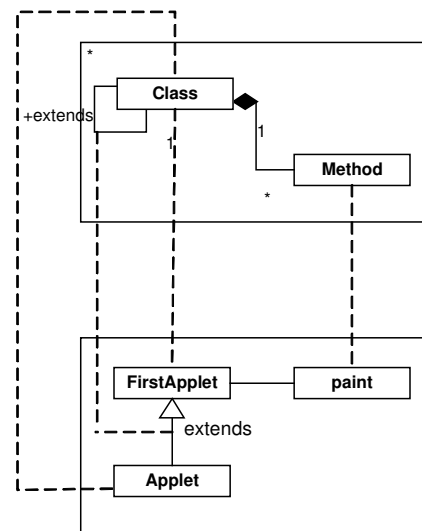 *
Class
+extends
1
1
Method
*
FirstApplet
paint
extends
Applet